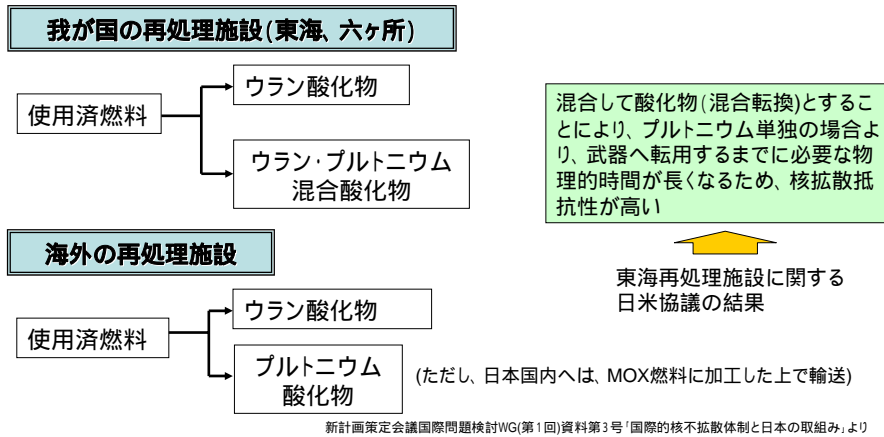 我が国の再処理施設(東海、六ヶ所)
使用済燃料
ウラン酸化物
ウラン・プルトニウム
混合酸化物
混合して酸化物(混合転換)とするこ
とにより、プルトニウム単独の場合よ
り、武器へ転用するまでに必要な物
理的時間が長くなるため、核拡散抵
抗性が高い
東海再処理施設に関する
日米協議の結果
海外の再処理施設
使用済燃料
ウラン酸化物
プルトニウム
酸化物
(ただし、日本国内へは、MOX燃料に加工した上で輸送)
新計画策定会議国際問題検討WG(第1回)資料第3号「国際的核不拡散体制と日本の取組み」より